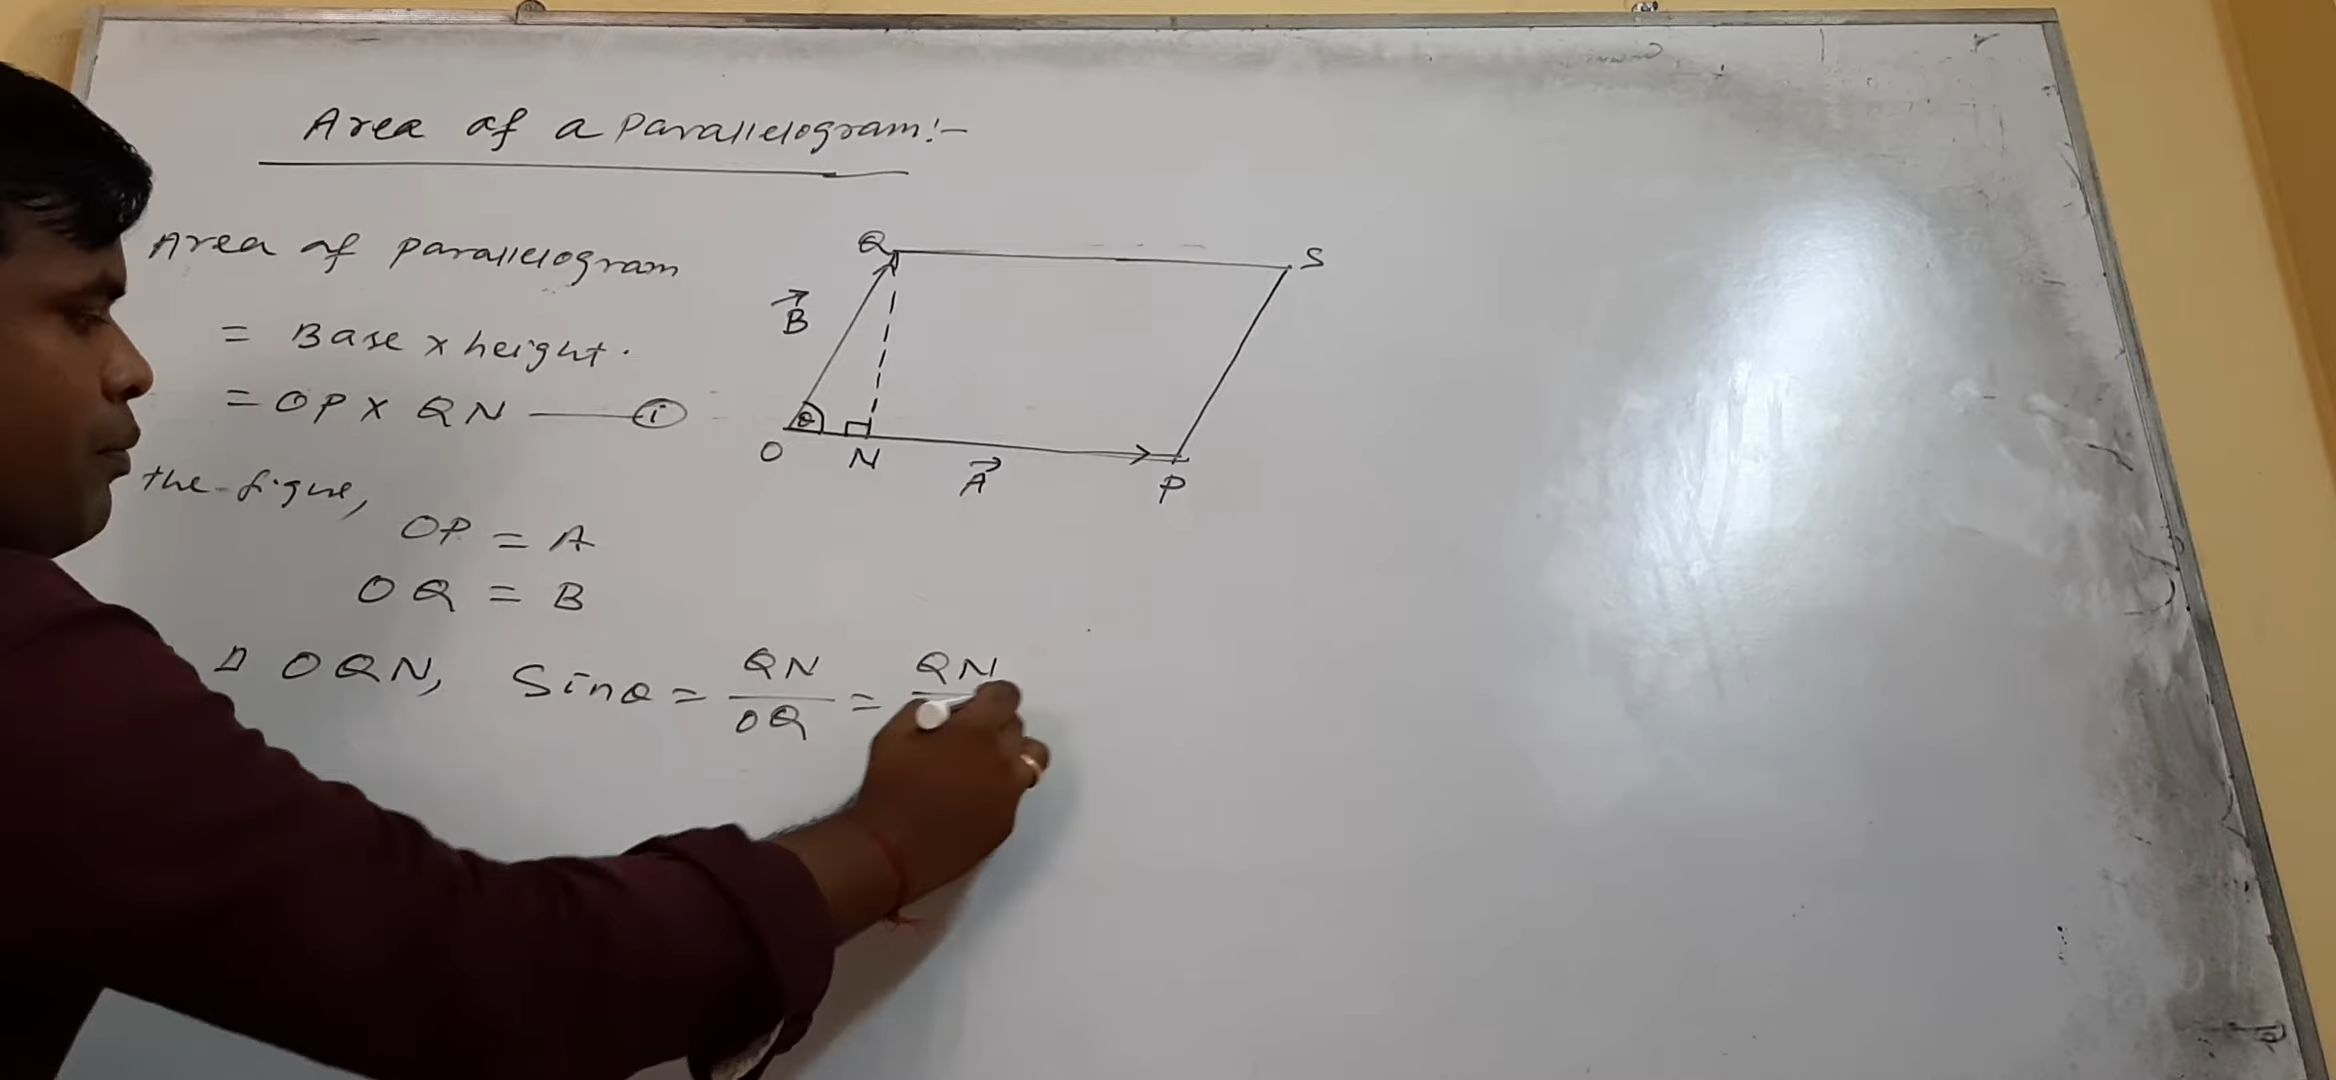 Area of a Parallelogram:-
Area of parallelogram
= Base x height.
= OP x QN —— (i)
the figure,
OP = A
OQ = B
Δ OQN, Sinθ = QN/OQ = QN
Q
S
B⃗
θ
O
N
A⃗
P